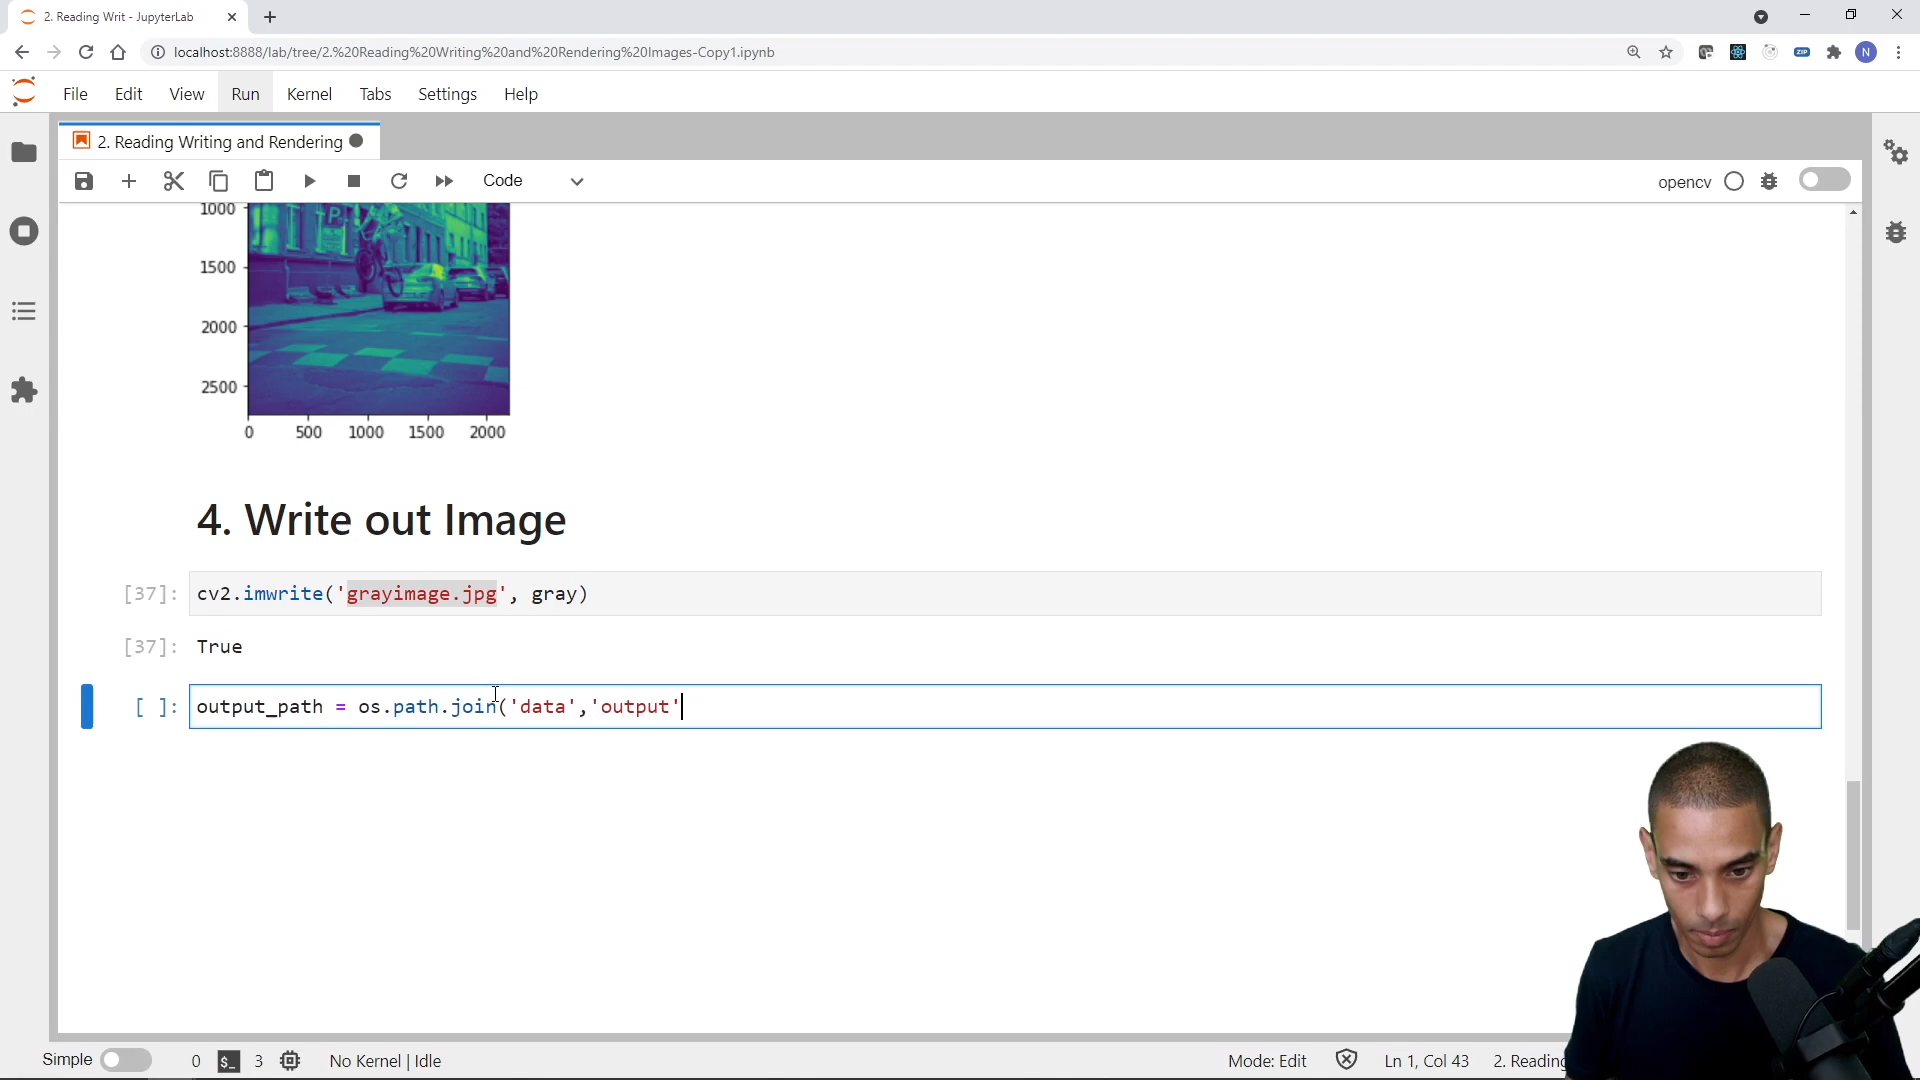 2. Reading Writ - JupyterLab
localhost:8888/lab/tree/2.%20Reading%20Writing%20and%20Rendering%20Images-Copy1.ipynb
ZIP
N
File Edit View Run Kernel Tabs Settings Help
2. Reading Writing and Rendering
Code
opencv
1000
P
1500
2000
2500
0 500 1000 1500 2000
4. Write out Image
[37]: cv2.imwrite('grayimage.jpg', gray)
[37]: True
[ ]: output_path = os.path.join('data','output'
Simple 0 $_ 3 No Kernel | Idle Mode: Edit Ln 1, Col 43 2. Reading